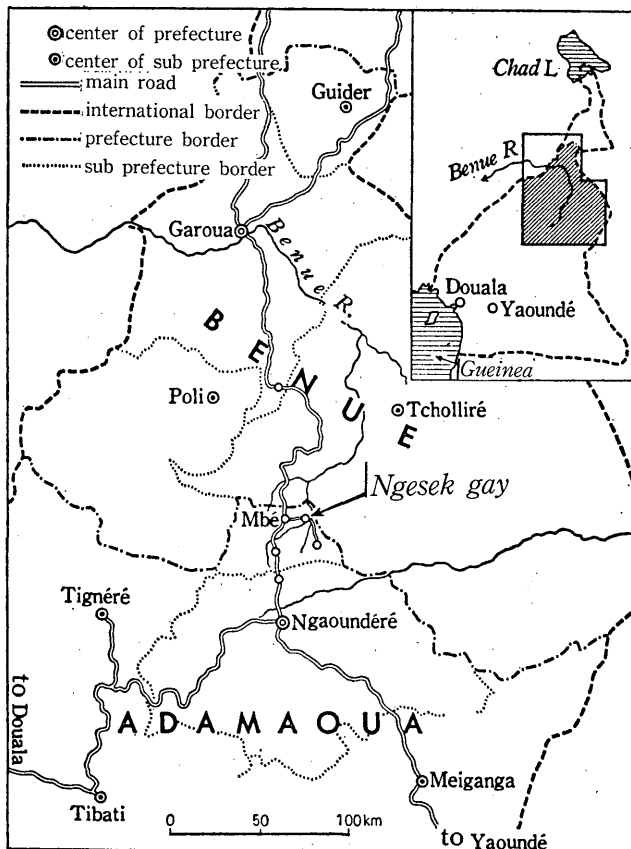 center of prefecture
center of sub prefecture
main road
international border
prefecture border
sub prefecture border
Guider
Chad L
Benue R
Garoua
Benue R.
Douala
Yaoundé
Gueinea
BENUE
Poli
Tcholliré
Ngesek gay
Mbé
Tignéré
Ngaoundéré
to Douala
ADAMAOUA
Meiganga
Tibati
0 50 100km
to Yaoundé